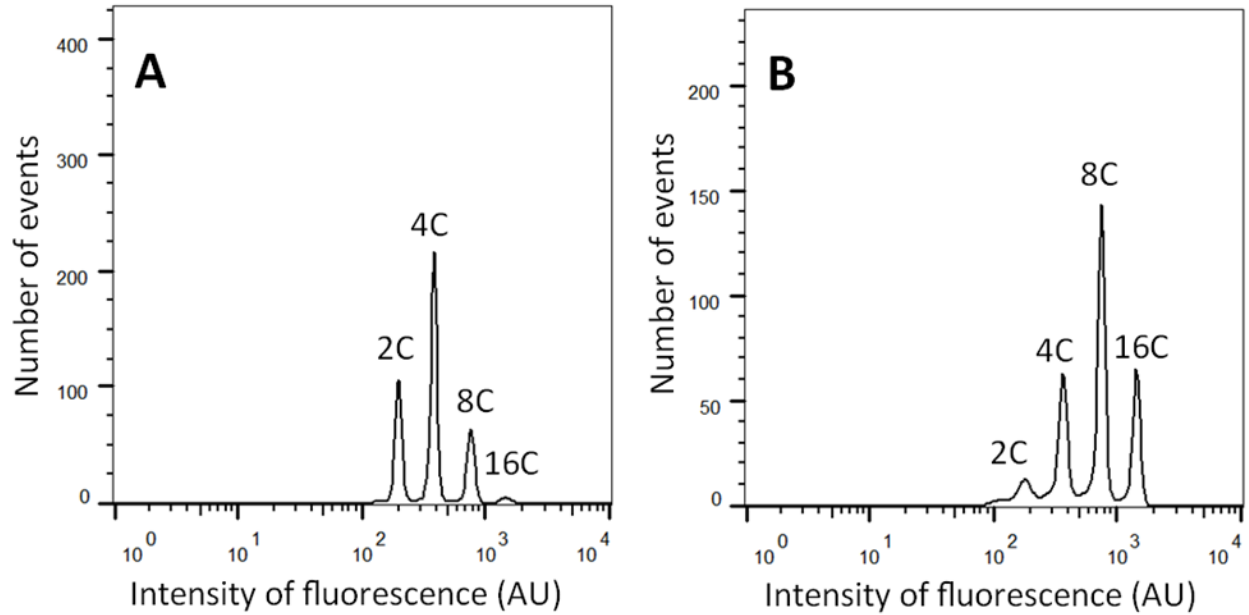 A
Number of events
400
300
200
100
0
2C
4C
8C
16C
10^0
10^1
10^2
10^3
10^4
Intensity of fluorescence (AU)
B
Number of events
200
150
100
50
0
2C
4C
8C
16C
10^0
10^1
10^2
10^3
10^4
Intensity of fluorescence (AU)